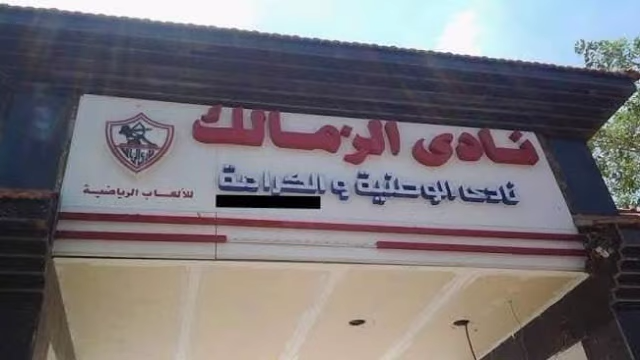 نادى الزمالك
نادى الوطنية و الكرامة
للألعاب الرياضية